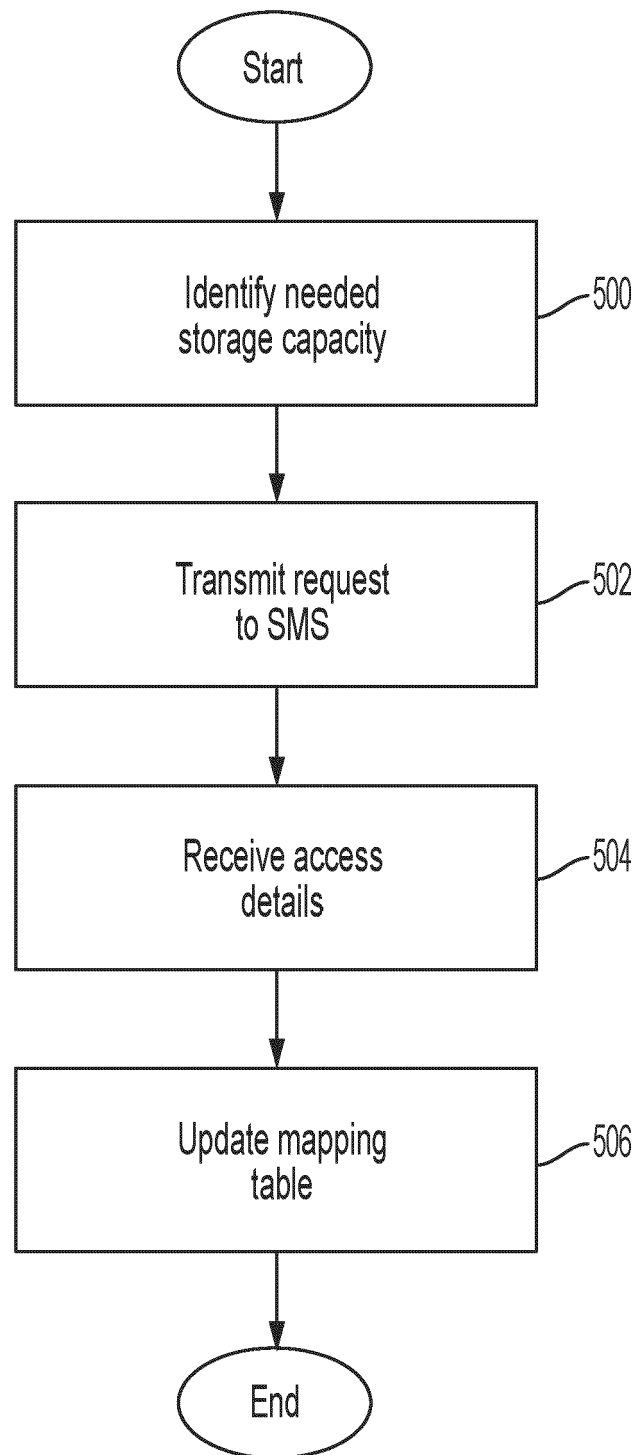 Start
Identify needed
storage capacity
500
Transmit request
to SMS
502
Receive access
details
504
Update mapping
table
506
End